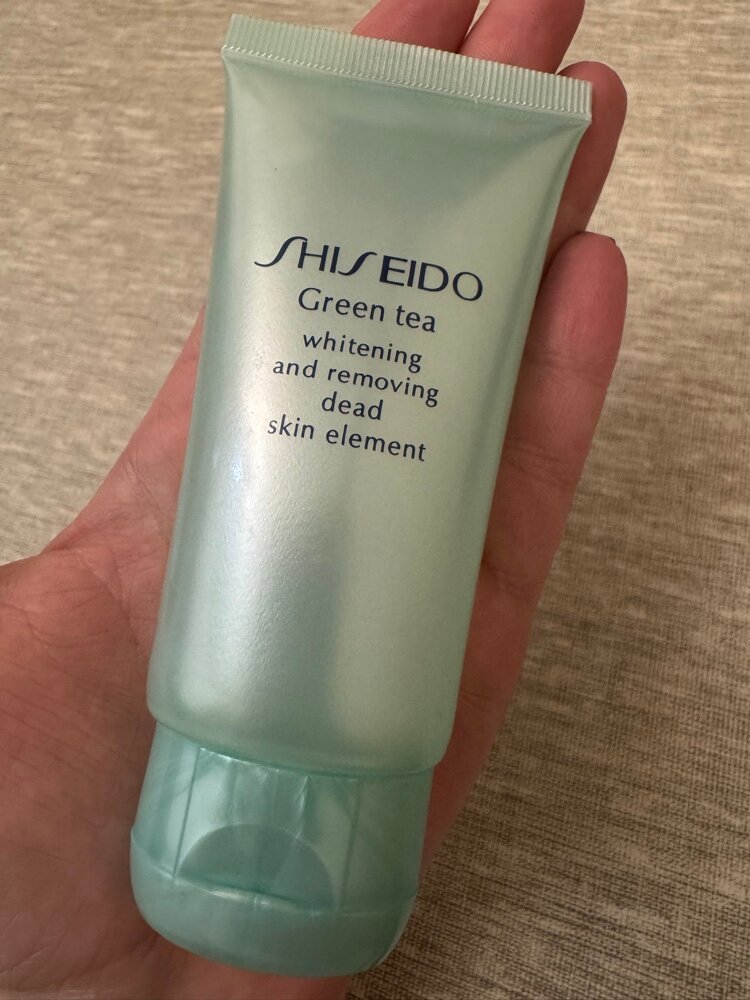 SHISEIDO
Green tea
whitening
and removing
dead
skin element